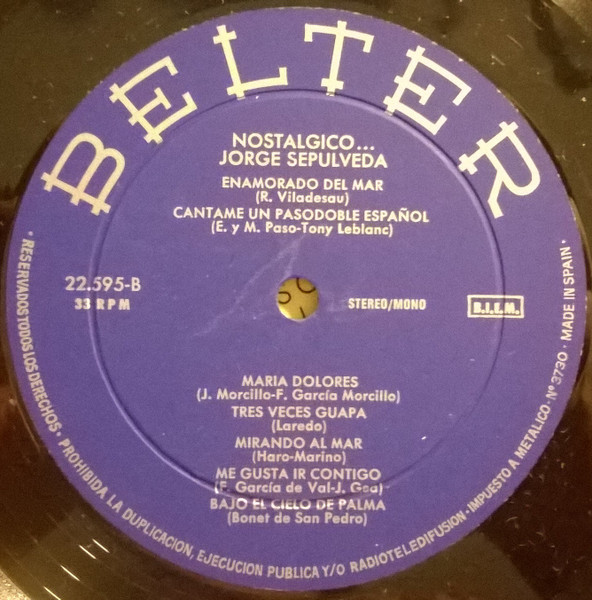 BELTER
NOSTALGICO...
JORGE SEPULVEDA
ENAMORADO DEL MAR
(R. Viladesau)
CANTAME UN PASODOBLE ESPAÑOL
(E. y M. Paso-Tony Leblanc)
22.595-B
33 RPM
STEREO/MONO
B.I.E.M.
MARIA DOLORES
(J. Morcillo-F. García Morcillo)
TRES VECES GUAPA
(Laredo)
MIRANDO AL MAR
(Haro-Marino)
ME GUSTA IR CONTIGO
(F. García de Val-J. Gea)
BAJO EL CIELO DE PALMA
(Bonet de San Pedro)
• RESERVADOS TODOS LOS DERECHOS • PROHIBIDA LA DUPLICACION, EJECUCION PUBLICA Y/O RADIOTELEDIFUSION • IMPUESTO A METALICO • Nº 3730 • MADE IN SPAIN •